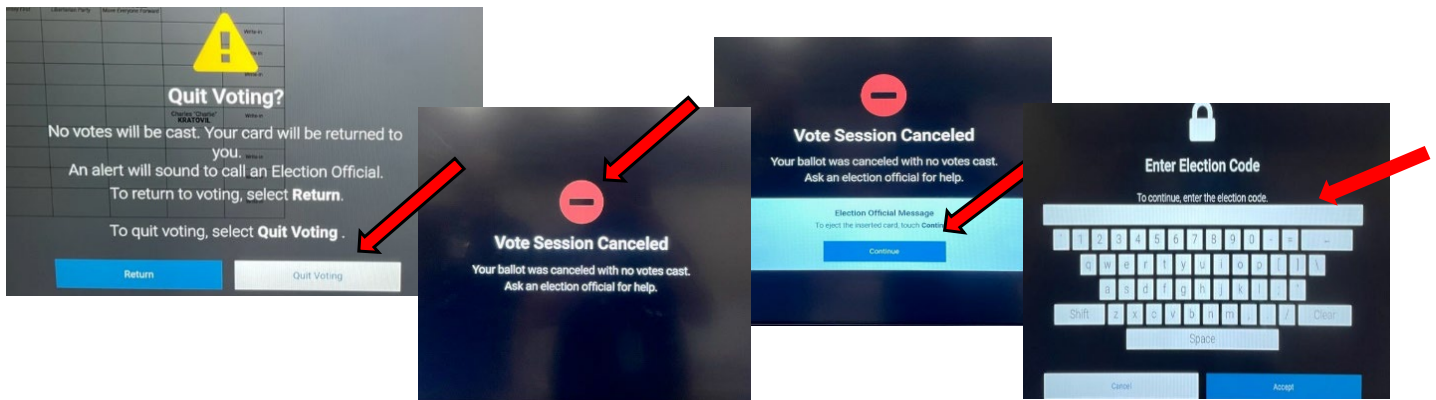 Libertarian Party Move Everyone Forward
Write-in
Write-in
Write-in
Quit Voting?
Charles "Charlie"
KRATOVIL
Write-in
No votes will be cast. Your card will be returned to
you.
Write-in
An alert will sound to call an Election Official.
To return to voting, select Return.
To quit voting, select Quit Voting .
Return
Quit Voting
Vote Session Canceled
Your ballot was canceled with no votes cast.
Ask an election official for help.
Vote Session Canceled
Your ballot was canceled with no votes cast.
Ask an election official for help.
Election Official Message
To eject the inserted card, touch
Continue
Enter Election Code
To continue, enter the election code.
` 1 2 3 4 5 6 7 8 9 0 - = ←
q w e r t y u i o p [ ] \
a s d f g h j k l ; '
Shift z x c v b n m , . / Clear
Space
Cancel
Accept